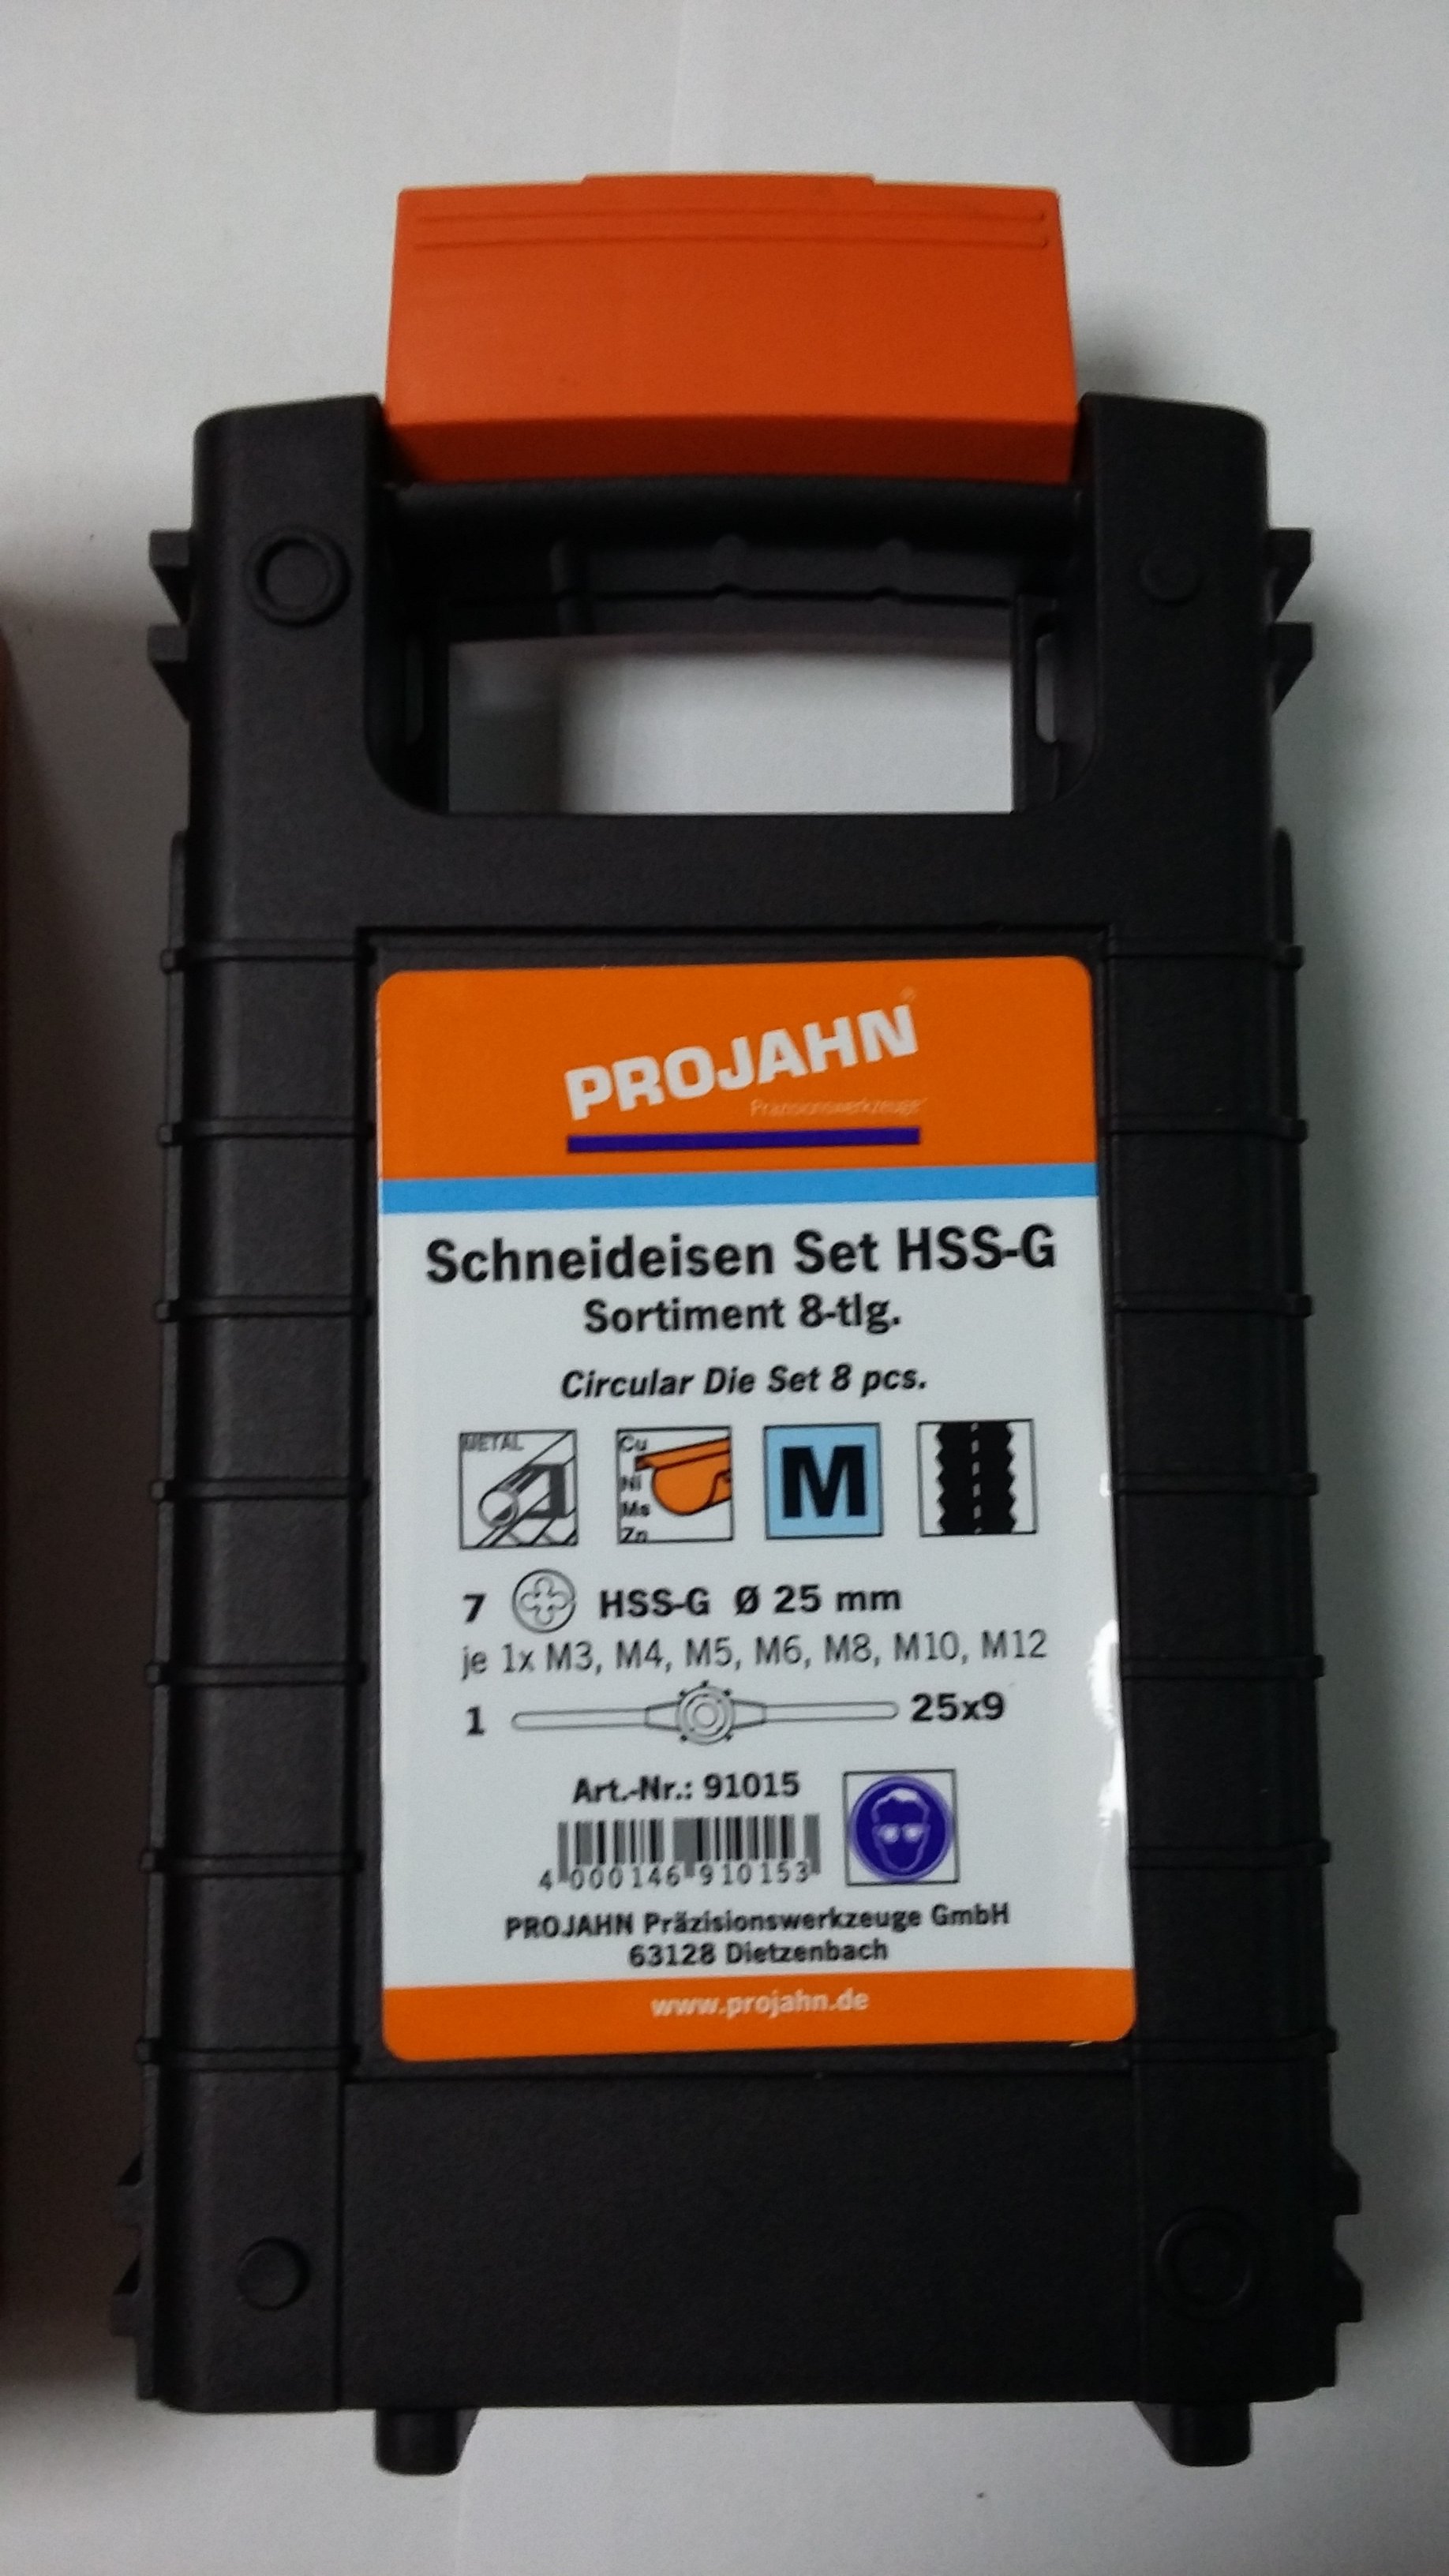 PROJAHN®
Präzisionswerkzeuge
Schneideisen Set HSS-G
Sortiment 8-tlg.
Circular Die Set 8 pcs.
METAL
Cu
Ni
Ms
Zn
M
7 HSS-G Ø 25 mm
je 1x M3, M4, M5, M6, M8, M10, M12
1 25x9
Art.-Nr.: 91015
4 000146 910153
PROJAHN Präzisionswerkzeuge GmbH
63128 Dietzenbach
www.projahn.de